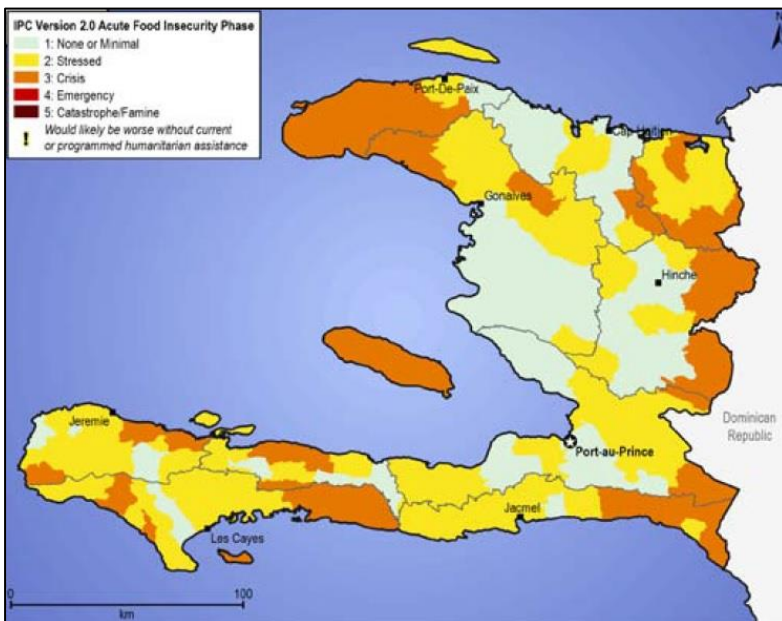 IPC Version 2.0 Acute Food Insecurity Phase
1: None or Minimal
2: Stressed
3: Crisis
4: Emergency
5: Catastrophe/Famine
! Would likely be worse without current
or programmed humanitarian assistance
Port-De-Paix
Cap-Haitien
Gonaives
Hinche
Dominican
Republic
Jeremie
Port-au-Prince
Jacmel
Les Cayes
0 100
km